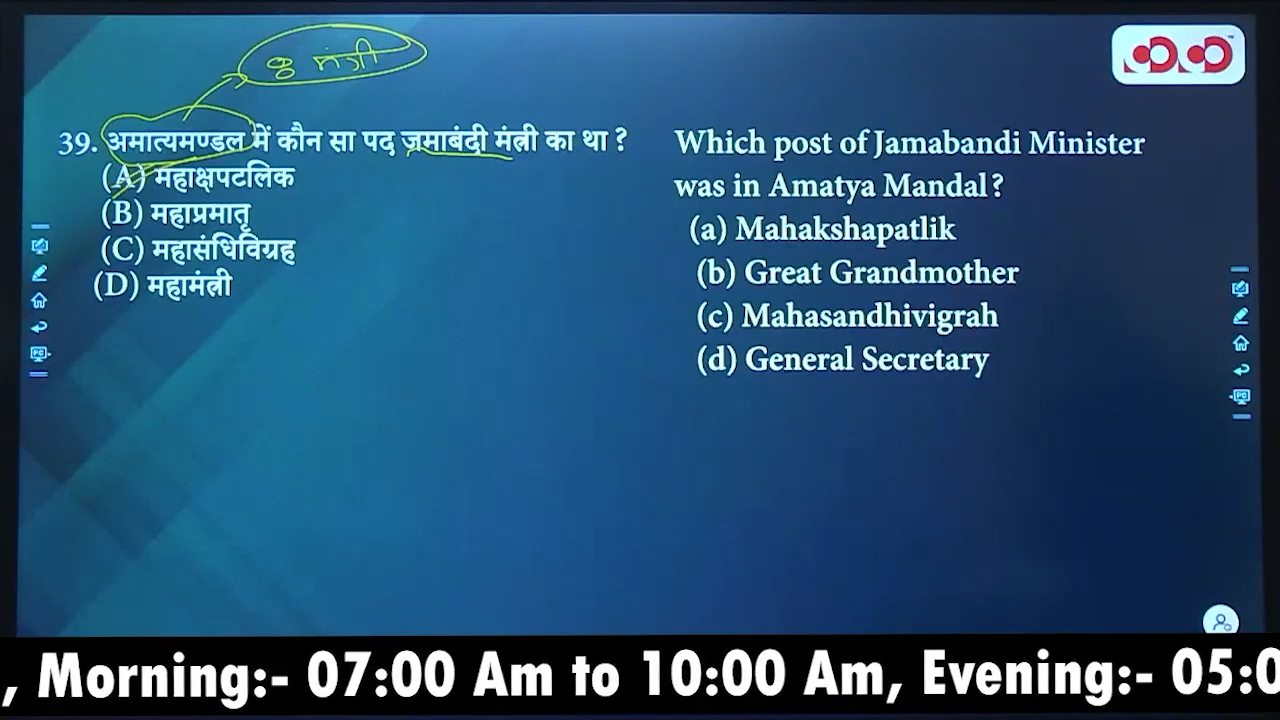 ८ मंत्री
39. अमात्यमण्डल में कौन सा पद जमाबंदी मंत्री का था ?
(A) महाक्षपटलिक
(B) महाप्रमातृ
(C) महासंधिविग्रह
(D) महामंत्री
Which post of Jamabandi Minister
was in Amatya Mandal?
(a) Mahakshapatlik
(b) Great Grandmother
(c) Mahasandhivigrah
(d) General Secretary
, Morning:- 07:00 Am to 10:00 Am, Evening:- 05:0